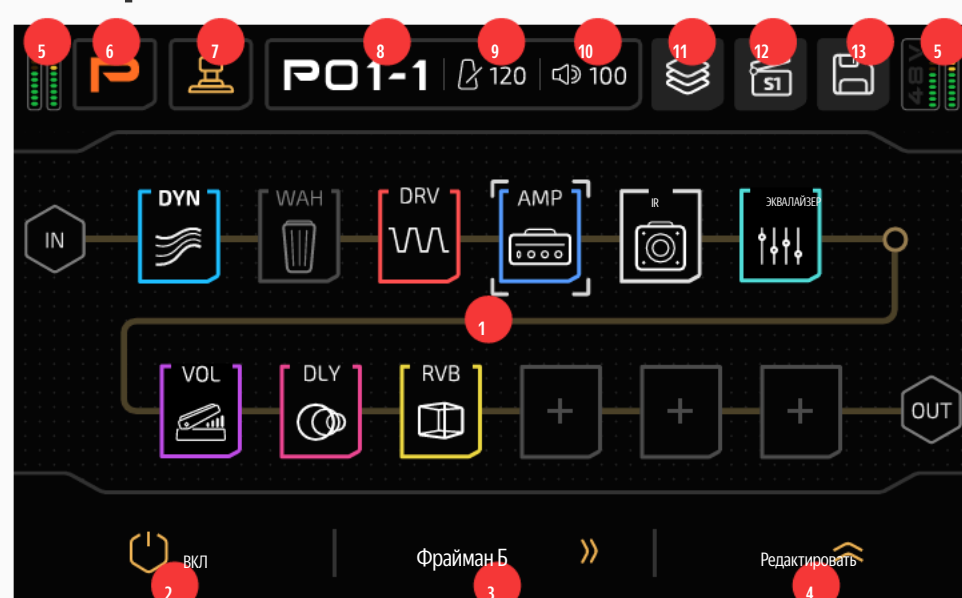 5 6 7 8 9 10 11 12 13 5
P01-1 120 100 S1 48V
DYN WAH DRV AMP IR ЭКВАЛАЙЗЕР
IN
1
VOL DLY RVB
+ + + OUT
ВКЛ Фрайман Б Редактировать
2 3 4